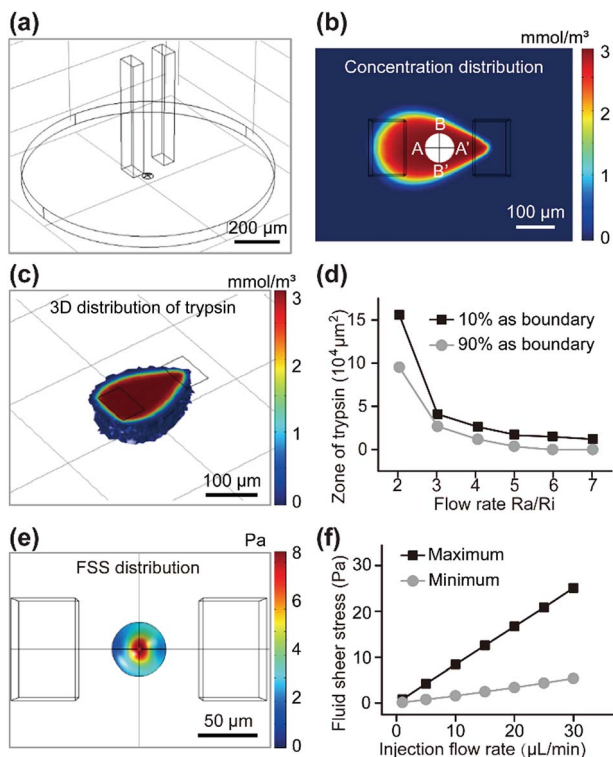 (a)
200 μm
(b)
mmol/m³
Concentration distribution
B
A A'
B'
100 μm
3
2
1
0
(c)
mmol/m³
3D distribution of trypsin
3
2
1
0
100 μm
(d)
10% as boundary
90% as boundary
Zone of trypsin (10⁴μm²)
15
10
5
0
2 3 4 5 6 7
Flow rate Ra/Ri
(e)
Pa
FSS distribution
8
6
4
2
0
50 μm
(f)
Maximum
Minimum
Fluid sheer stress (Pa)
30
20
10
0
0 10 20 30
Injection flow rate (μL/min)